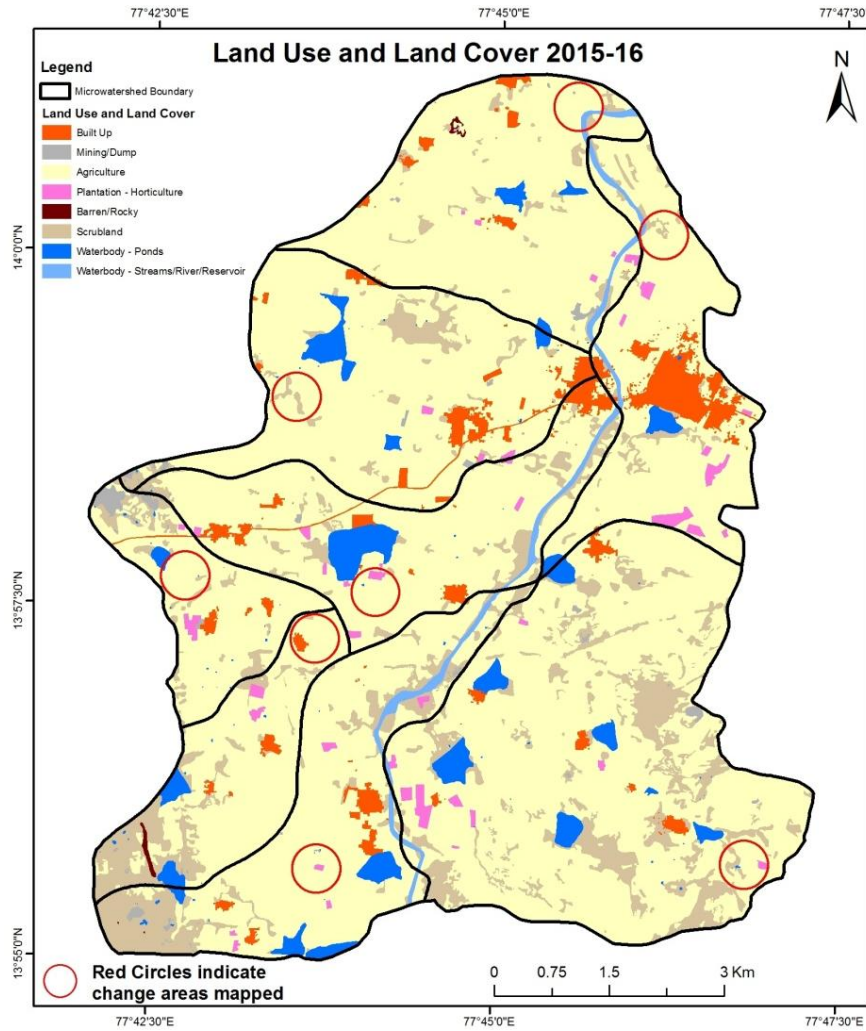 77°42'30"E
77°45'0"E
77°47'30"E
Land Use and Land Cover 2015-16
N
Legend
Microwatershed Boundary
Land Use and Land Cover
Built Up
Mining/Dump
Agriculture
Plantation - Horticulture
Barren/Rocky
Scrubland
Waterbody - Ponds
Waterbody - Streams/River/Reservoir
14°0'0"N
13°57'30"N
13°55'0"N
Red Circles indicate
change areas mapped
0 0.75 1.5 3 Km
77°42'30"E
77°45'0"E
77°47'30"E